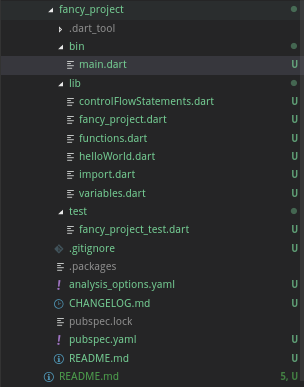 fancy_project
.dart_tool
bin
main.dart U
lib
controlFlowStatements.dart U
fancy_project.dart U
functions.dart U
helloWorld.dart U
import.dart U
variables.dart U
test
fancy_project_test.dart U
.gitignore U
.packages
analysis_options.yaml U
CHANGELOG.md U
pubspec.lock
pubspec.yaml U
README.md U
README.md 5, U